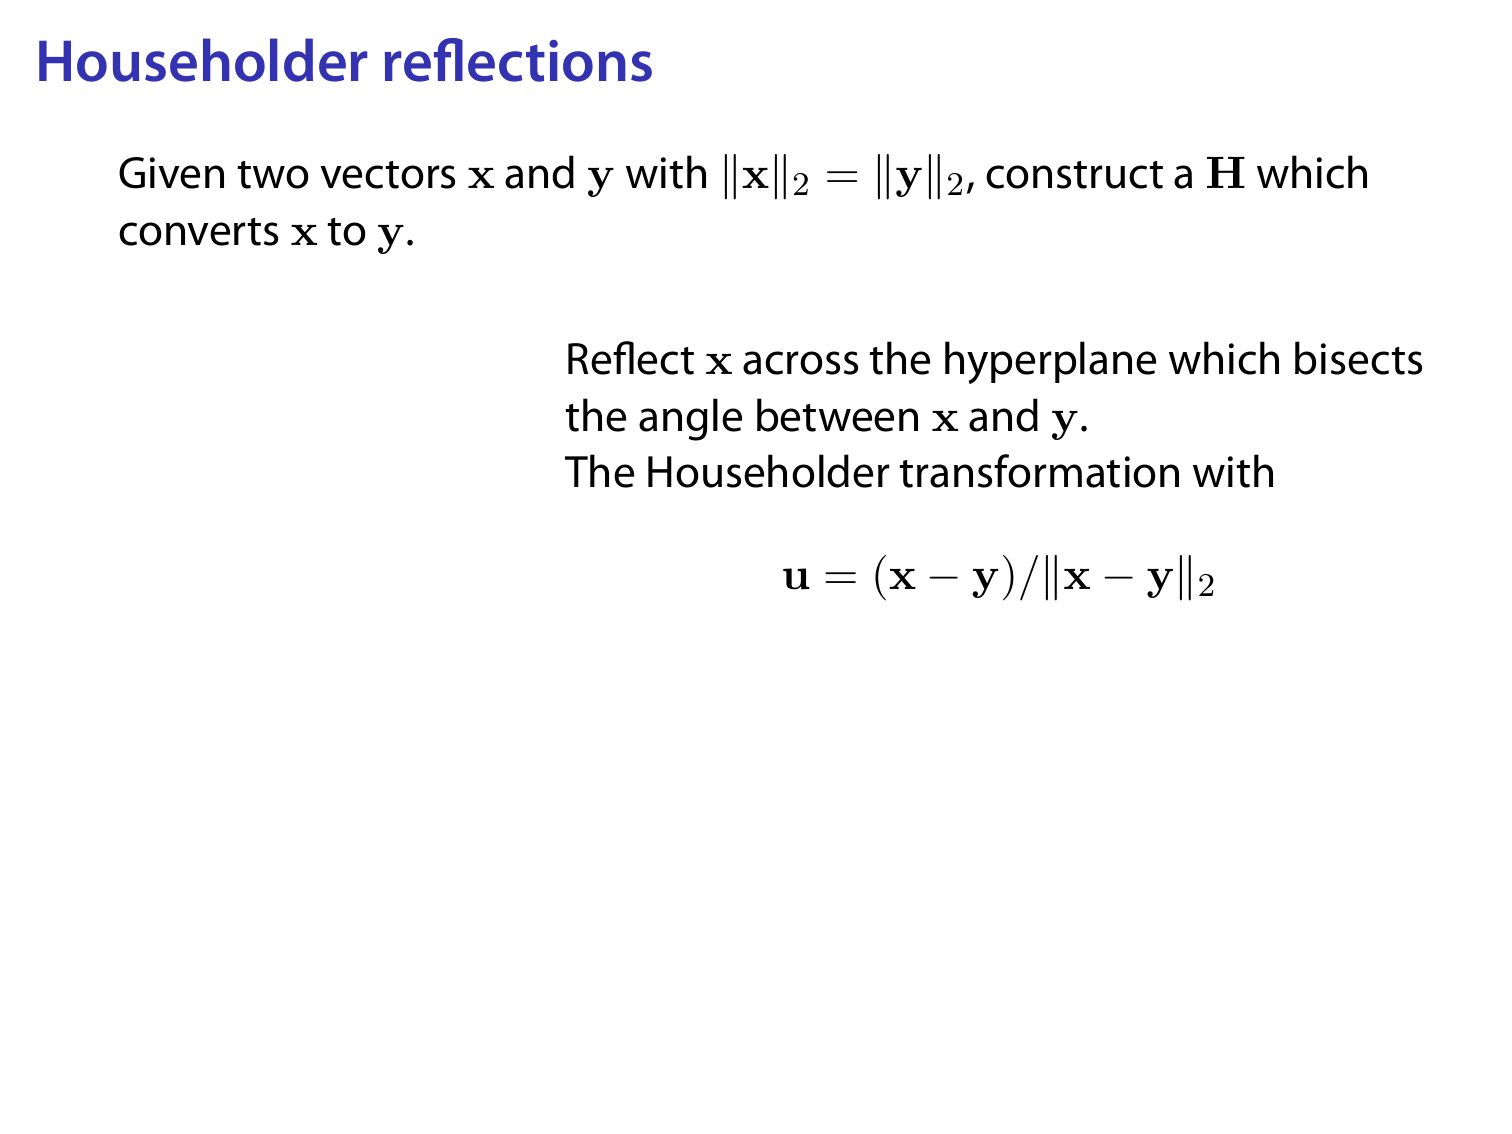 Householder reflections
Given two vectors x and y with ‖x‖₂ = ‖y‖₂, construct a H which
converts x to y.
Reflect x across the hyperplane which bisects
the angle between x and y.
The Householder transformation with
u = (x − y)/‖x − y‖₂